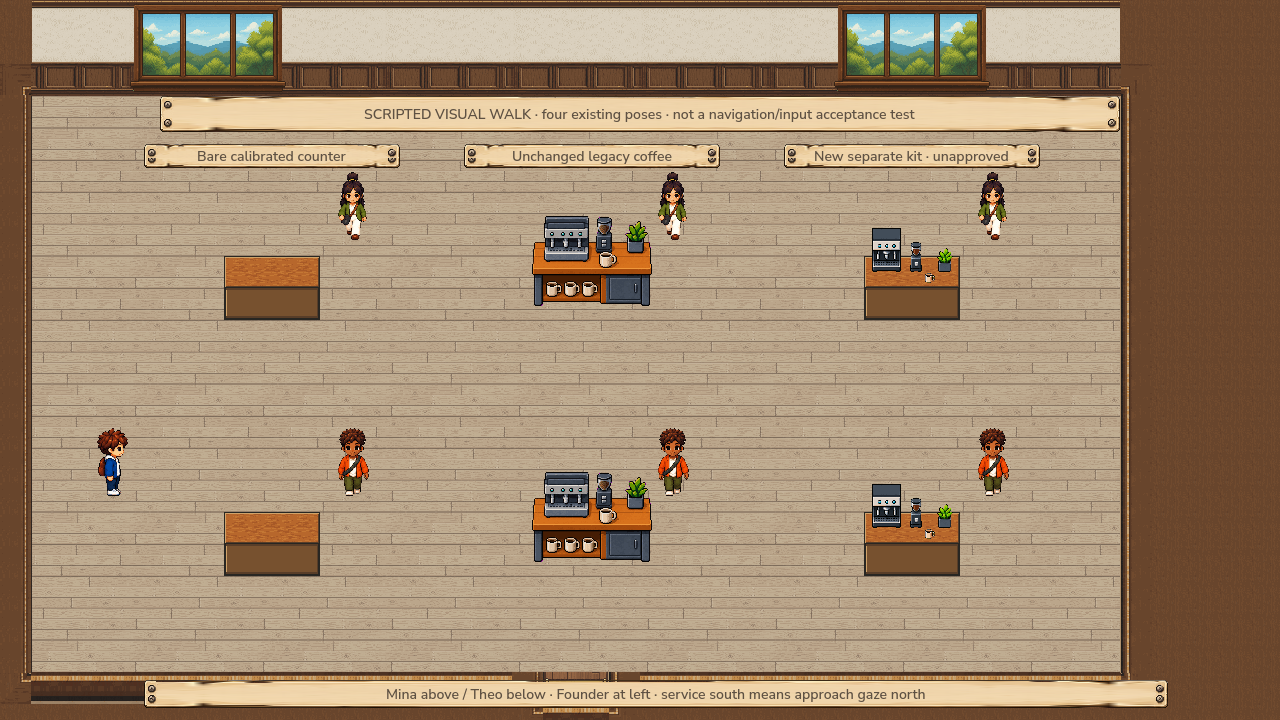 SCRIPTED VISUAL WALK · four existing poses · not a navigation/input acceptance test
Bare calibrated counter
Unchanged legacy coffee
New separate kit · unapproved
Mina above / Theo below · Founder at left · service south means approach gaze north